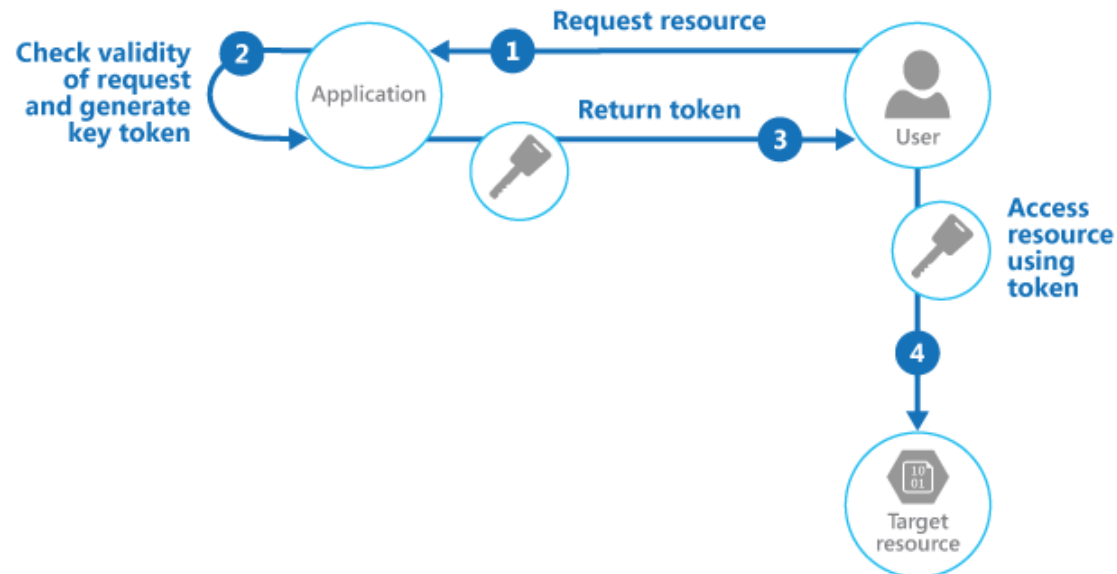 Request resource
1
2
Check validity
of request
and generate
key token
Application
Return token
3
User
Access
resource
using
token
4
10
01
Target
resource